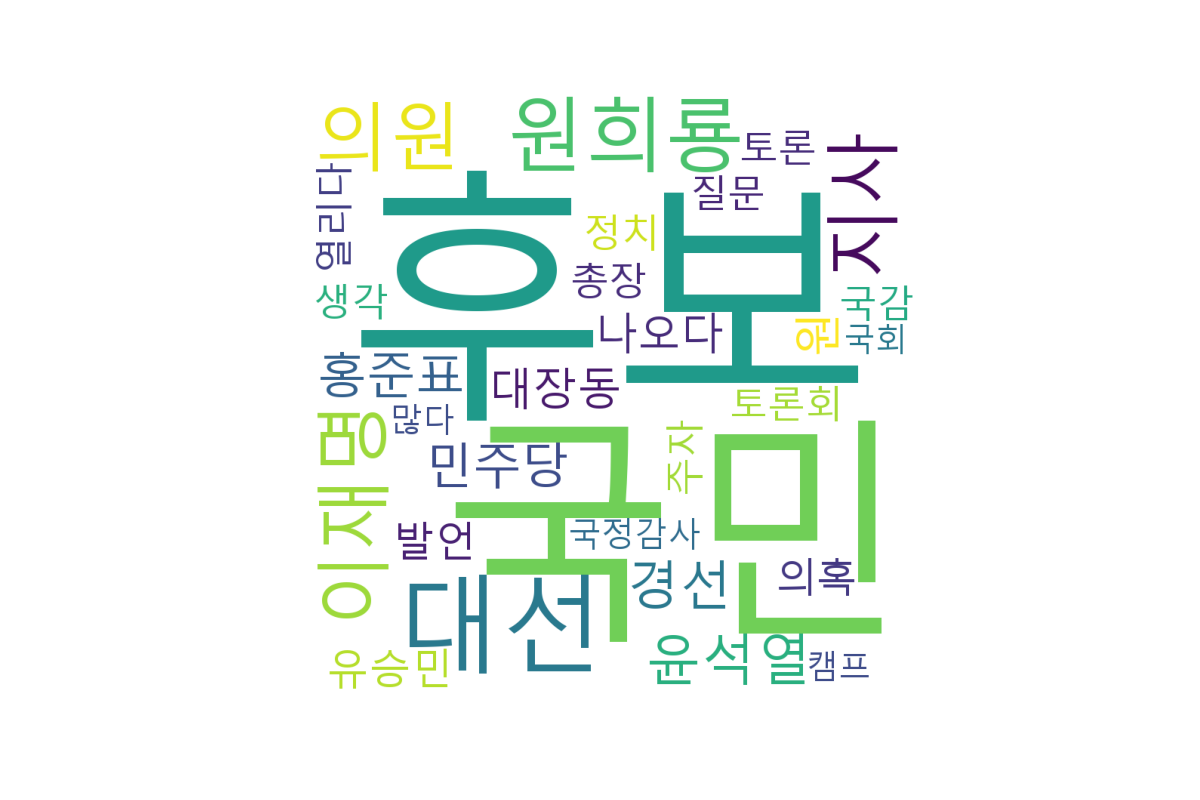 의원
원희룡
토론
지사
열리다
질문
후보
정치
총장
생각
국감
나오다
원
국회
홍준표
대장동
많다
토론회
이재명
민주당
주자
국민
발언
국정감사
대선
경선
의혹
유승민
윤석열
캠프